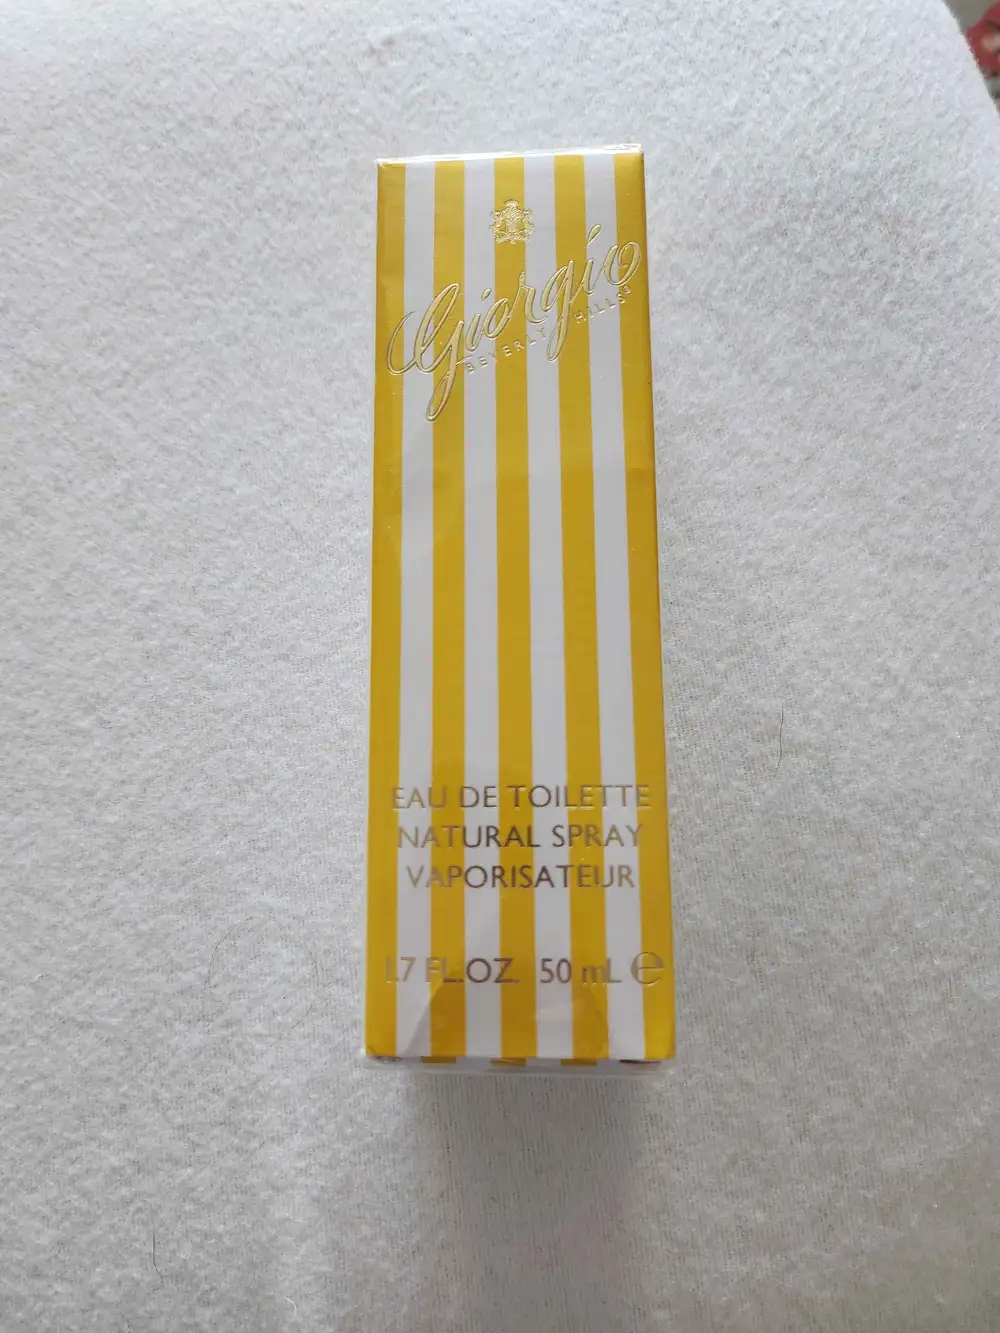 Giorgio
BEVERLY HILLS®
EAU DE TOILETTE
NATURAL SPRAY
VAPORISATEUR
1.7 FL.OZ. 50 mL ℮